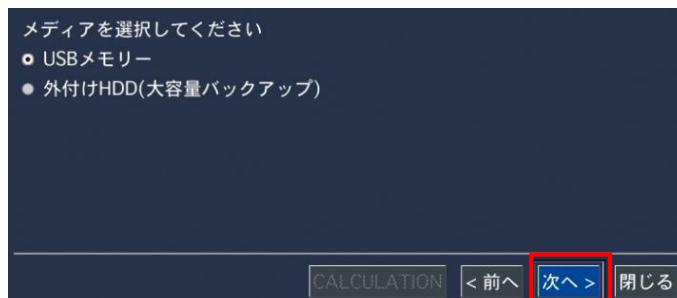 メディアを選択してください
USBメモリー
外付けHDD(大容量バックアップ)
CALCULATION < 前へ 次へ > 閉じる